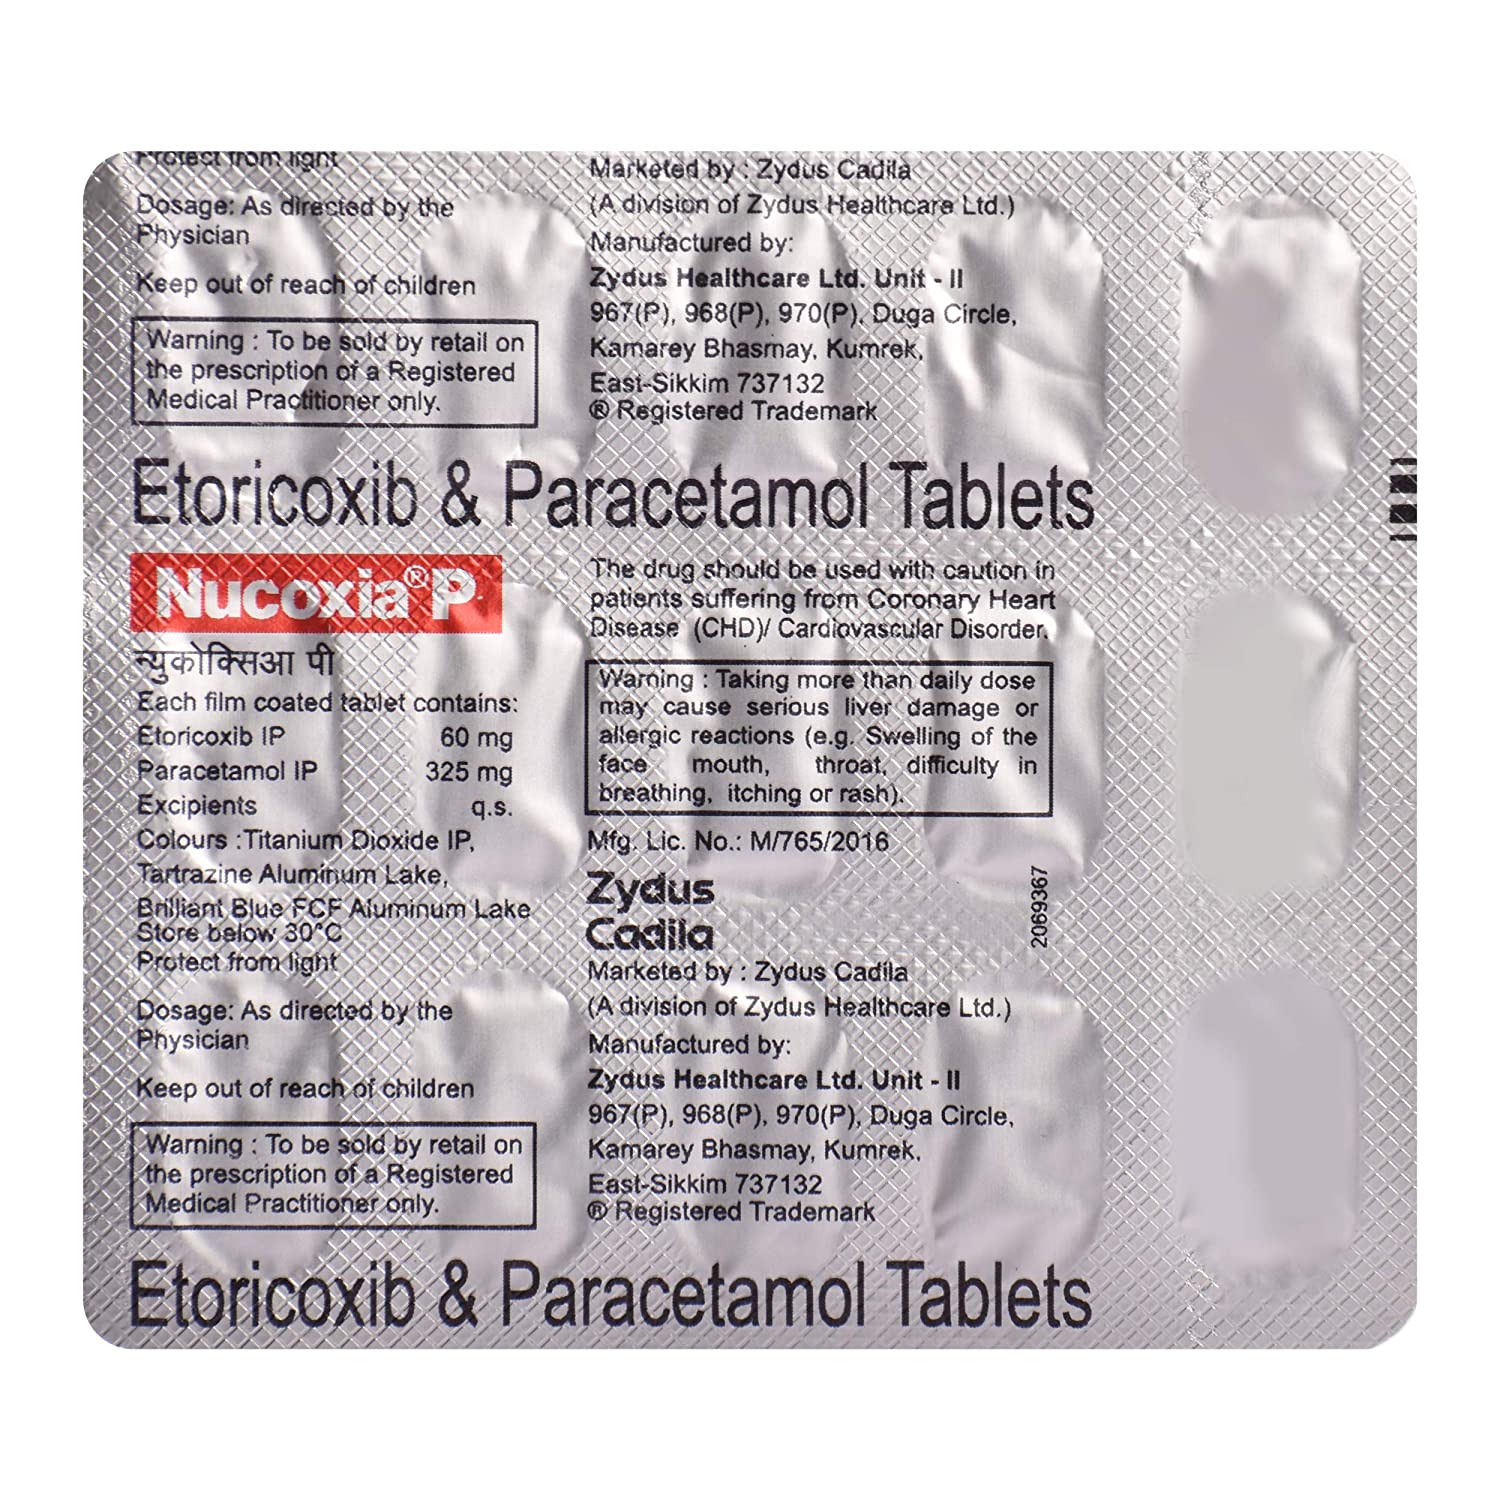 Protect from light
Dosage: As directed by the
Physician
Keep out of reach of children
Warning : To be sold by retail on
the prescription of a Registered
Medical Practitioner only.
Marketed by : Zydus Cadila
(A division of Zydus Healthcare Ltd.)
Manufactured by:
Zydus Healthcare Ltd. Unit - II
967(P), 968(P), 970(P), Duga Circle,
Kamarey Bhasmay, Kumrek,
East-Sikkim 737132
® Registered Trademark
Etoricoxib & Paracetamol Tablets
Nucoxia® P
न्युकोक्सिआ पी
Each film coated tablet contains:
Etoricoxib IP 60 mg
Paracetamol IP 325 mg
Excipients q.s.
Colours :Titanium Dioxide IP,
Tartrazine Aluminum Lake,
Brilliant Blue FCF Aluminum Lake
Store below 30°C
Protect from light
Dosage: As directed by the
Physician
Keep out of reach of children
Warning : To be sold by retail on
the prescription of a Registered
Medical Practitioner only.
The drug should be used with caution in
patients suffering from Coronary Heart
Disease (CHD)/ Cardiovascular Disorder.
Warning : Taking more than daily dose
may cause serious liver damage or
allergic reactions (e.g. Swelling of the
face mouth, throat, difficulty in
breathing, itching or rash).
Mfg. Lic. No.: M/765/2016
Zydus
Cadila
2069367
Marketed by : Zydus Cadila
(A division of Zydus Healthcare Ltd.)
Manufactured by:
Zydus Healthcare Ltd. Unit - II
967(P), 968(P), 970(P), Duga Circle,
Kamarey Bhasmay, Kumrek,
East-Sikkim 737132
® Registered Trademark
Etoricoxib & Paracetamol Tablets